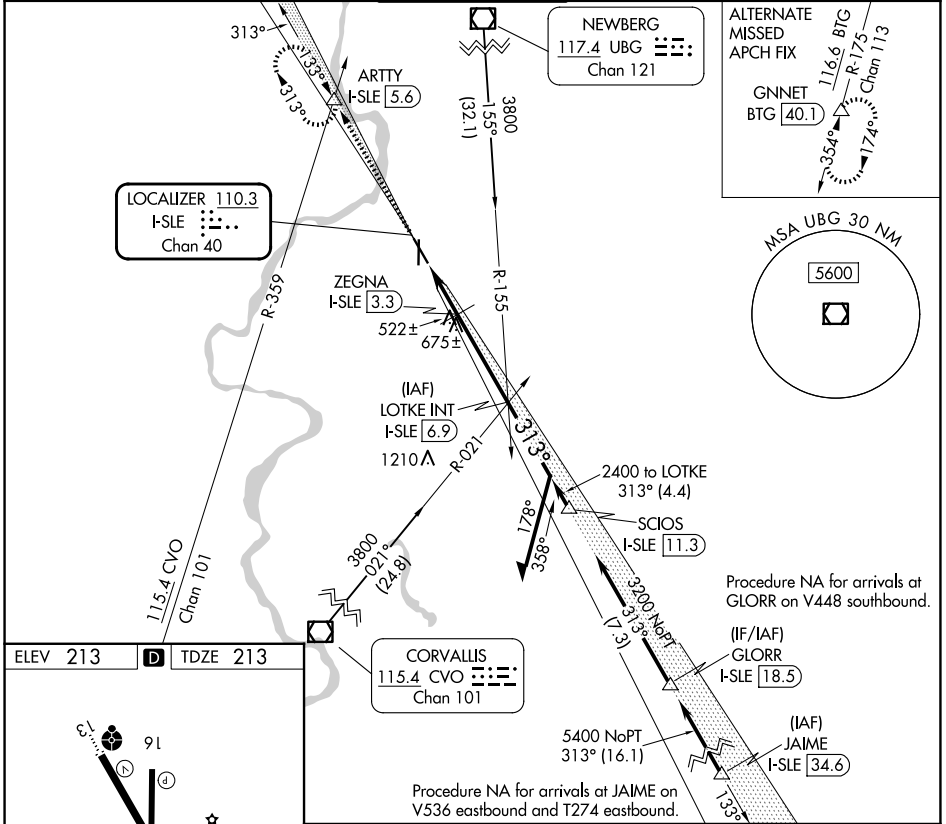 313°
133°
313°
ARTTY
I-SLE 5.6
NEWBERG
117.4 UBG
Chan 121
3800
155°
(32.1)
ALTERNATE
MISSED
APCH FIX
116.6 BTG
R-175
Chan 113
GNNET
BTG 40.1
354°
174°
LOCALIZER 110.3
I-SLE
Chan 40
MSA UBG 30 NM
5600
R-359
R-155
ZEGNA
I-SLE 3.3
522±
675±
(IAF)
LOTKE INT
I-SLE 6.9
1210
R-021
313°
2400 to LOTKE
313° (4.4)
SCIOS
I-SLE 11.3
178°
358°
3800
021°
(24.8)
115.4 CVO
Chan 101
3200 NoPT
313°
(7.3)
Procedure NA for arrivals at
GLORR on V448 southbound.
(IF/IAF)
GLORR
I-SLE 18.5
CORVALLIS
115.4 CVO
Chan 101
5400 NoPT
313° (16.1)
(IAF)
JAIME
I-SLE 34.6
133°
Procedure NA for arrivals at JAIME on
V536 eastbound and T274 eastbound.
ELEV 213 D TDZE 213
13
16
V
P